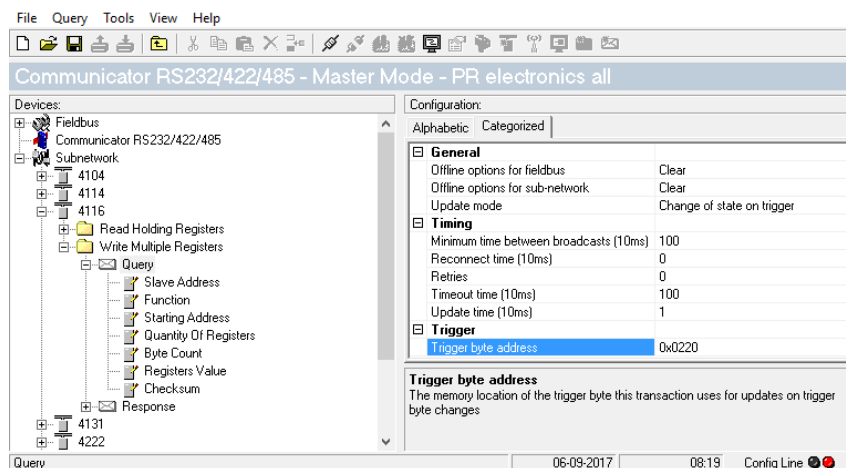 File Query Tools View Help
Communicator RS232/422/485 - Master Mode - PR electronics all
Devices:
Fieldbus
Communicator RS232/422/485
Subnetwork
4104
4114
4116
Read Holding Registers
Write Multiple Registers
Query
Slave Address
Function
Starting Address
Quantity Of Registers
Byte Count
Registers Value
Checksum
Response
4131
4222
Configuration:
Alphabetic Categorized
General
Offline options for fieldbus Clear
Offline options for sub-network Clear
Update mode Change of state on trigger
Timing
Minimum time between broadcasts (10ms) 100
Reconnect time (10ms) 0
Retries 0
Timeout time (10ms) 100
Update time (10ms) 1
Trigger
Trigger byte address 0x0220
Trigger byte address
The memory location of the trigger byte this transaction uses for updates on trigger
byte changes
Query 06-09-2017 08:19 Config Line